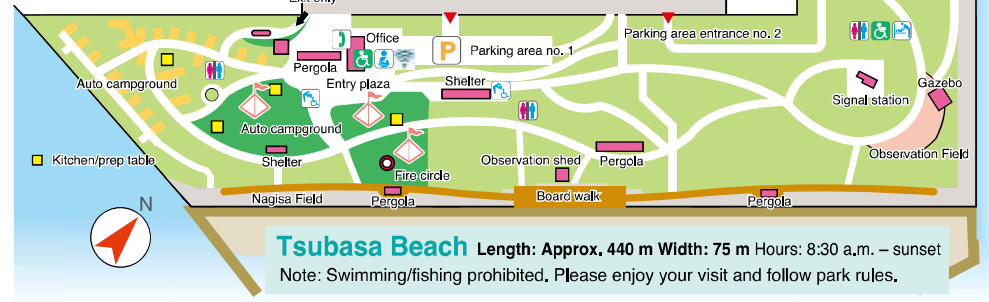 Exit only
Office
P
Parking area no. 1
Parking area entrance no. 2
Pergola
Entry plaza
Shelter
Auto campground
Signal station
Gazebo
Auto campground
Shelter
Kitchen/prep table
Observation shed
Pergola
Observation Field
Fire circle
Nagisa Field
Pergola
Board walk
Pergola
N
Tsubasa Beach Length: Approx. 440 m Width: 75 m Hours: 8:30 a.m. – sunset
Note: Swimming/fishing prohibited. Please enjoy your visit and follow park rules.